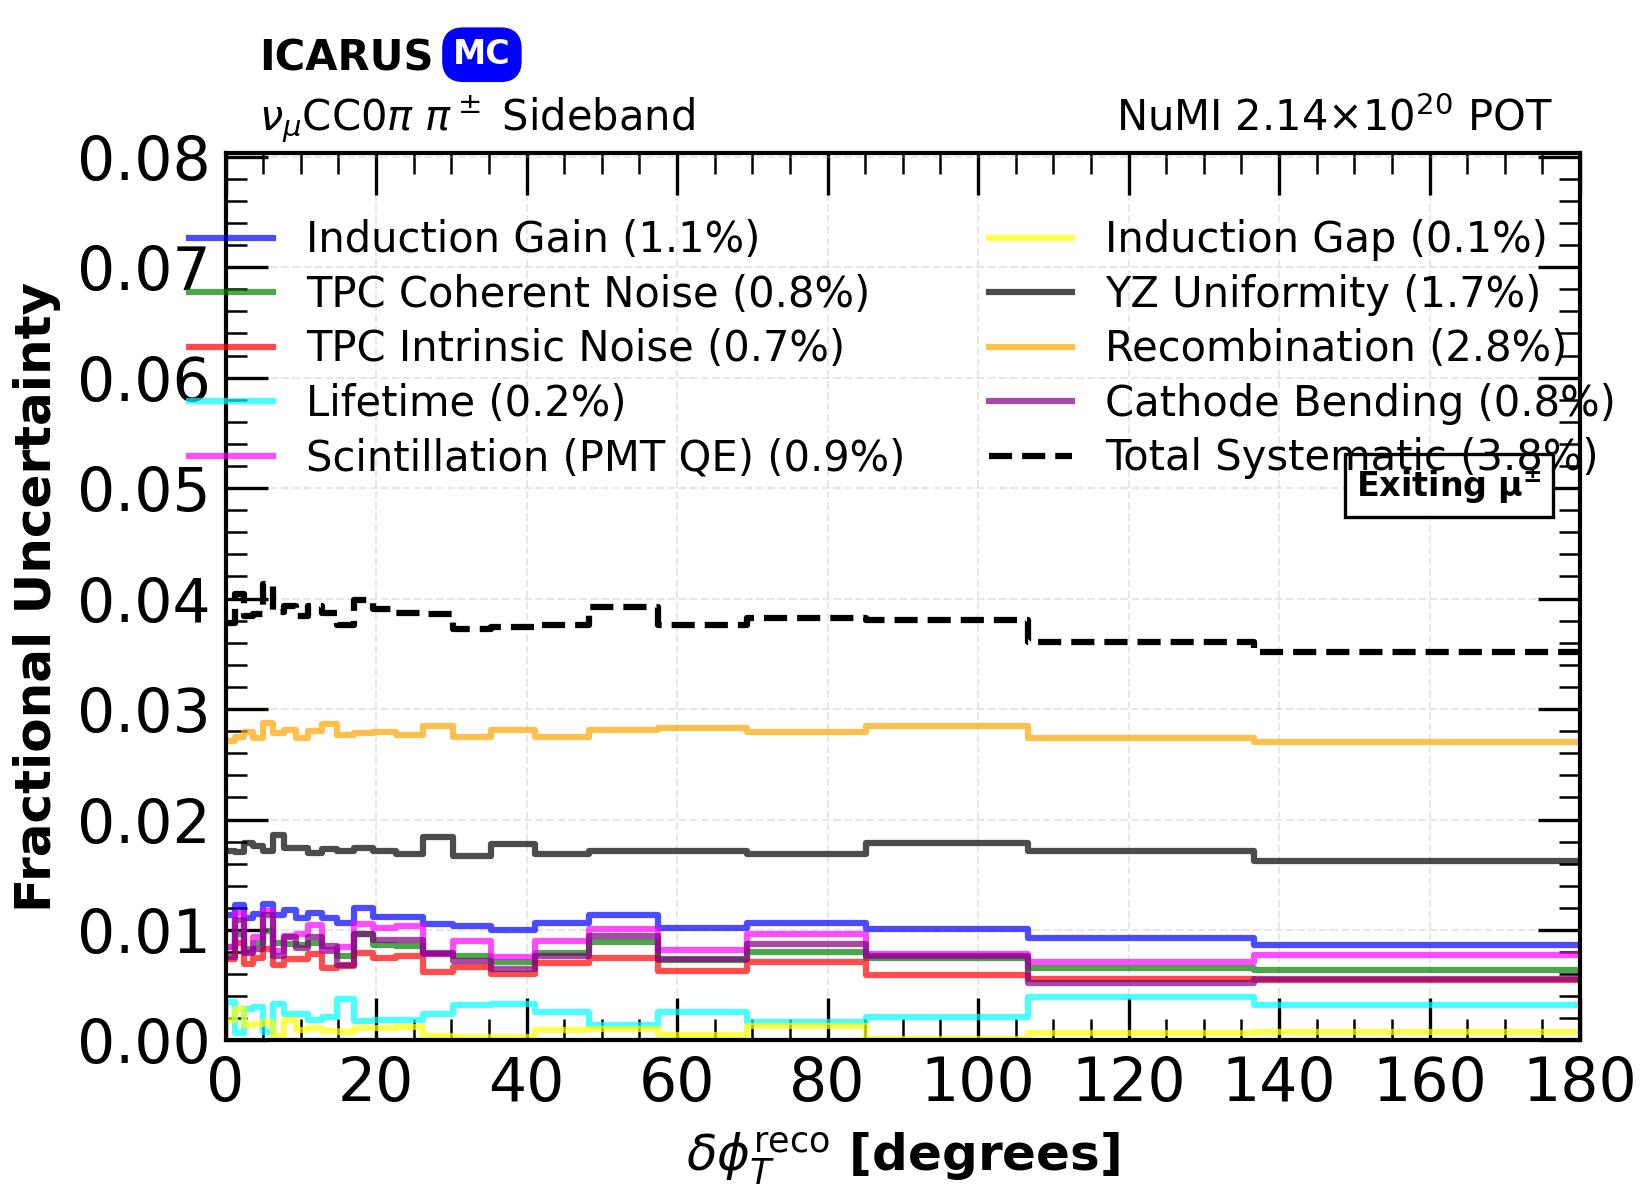 ICARUS MC
νμCC0π π± Sideband
NuMI 2.14×10²⁰ POT
0.08
0.07
0.06
0.05
0.04
0.03
0.02
0.01
0.00
Fractional Uncertainty
Induction Gain (1.1%)
TPC Coherent Noise (0.8%)
TPC Intrinsic Noise (0.7%)
Lifetime (0.2%)
Scintillation (PMT QE) (0.9%)
Induction Gap (0.1%)
YZ Uniformity (1.7%)
Recombination (2.8%)
Cathode Bending (0.8%)
Total Systematic (3.8%)
Exiting μ±
0 20 40 60 80 100 120 140 160 180
δϕ_T^reco [degrees]